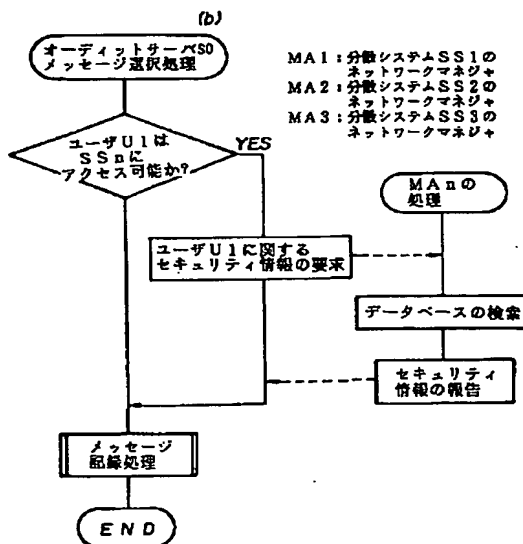 (b)
オーディットサーバS0
メッセージ選択処理
MA1：分散システムSS1の
ネットワークマネジャ
MA2：分散システムSS2の
ネットワークマネジャ
MA3：分散システムSS3の
ネットワークマネジャ
ユーザU1は
SSnに
アクセス可能か?
YES
MAnの
処理
ユーザU1に関する
セキュリティ情報の要求
データベースの検索
セキュリティ
情報の報告
メッセージ
記録処理
END